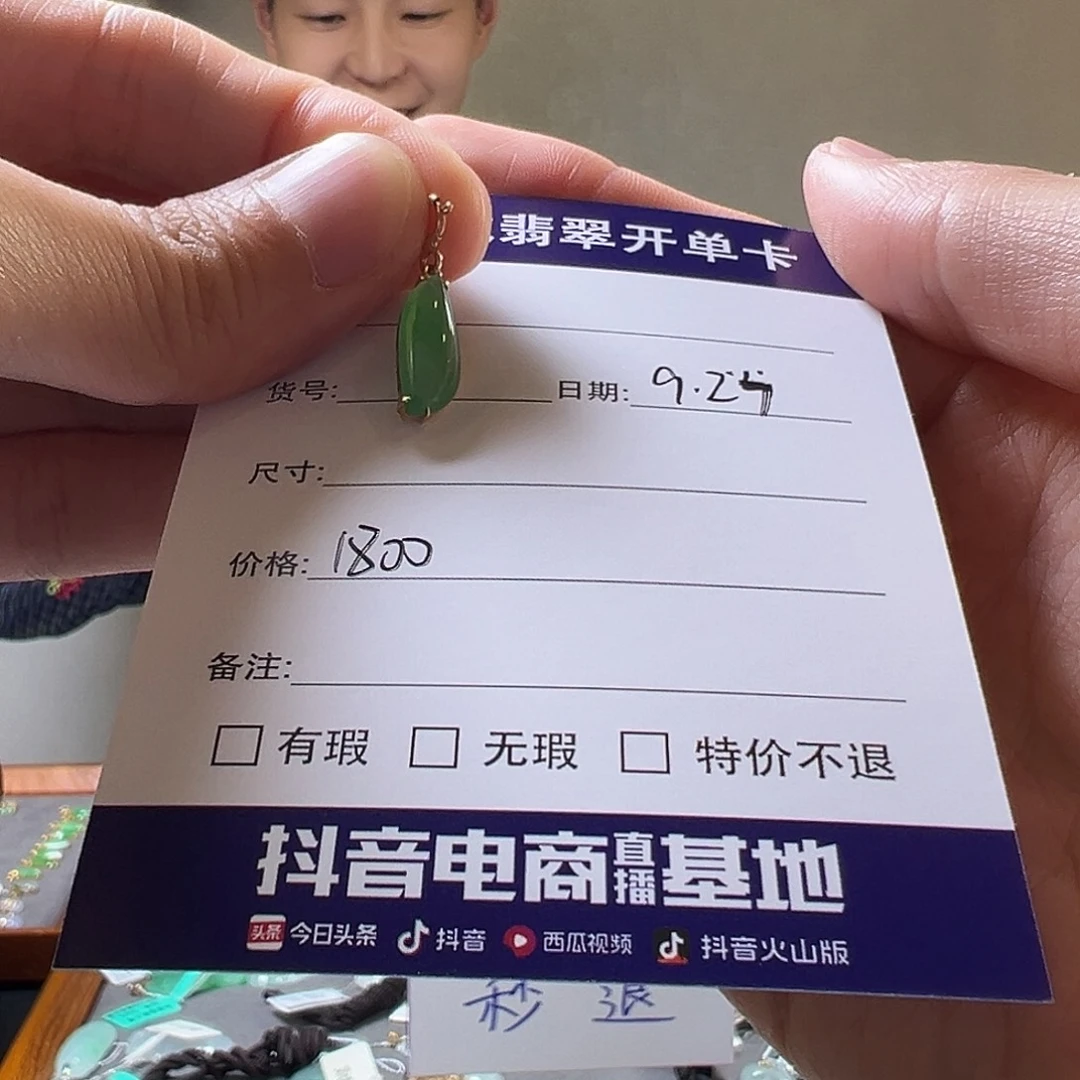 翡翠开单卡
货号: 日期: 9.24
尺寸:
价格: 1800
备注:
有瑕 无瑕 特价不退
抖音电商直播基地
头条 今日头条 抖音 西瓜视频 抖音火山版
秒 退